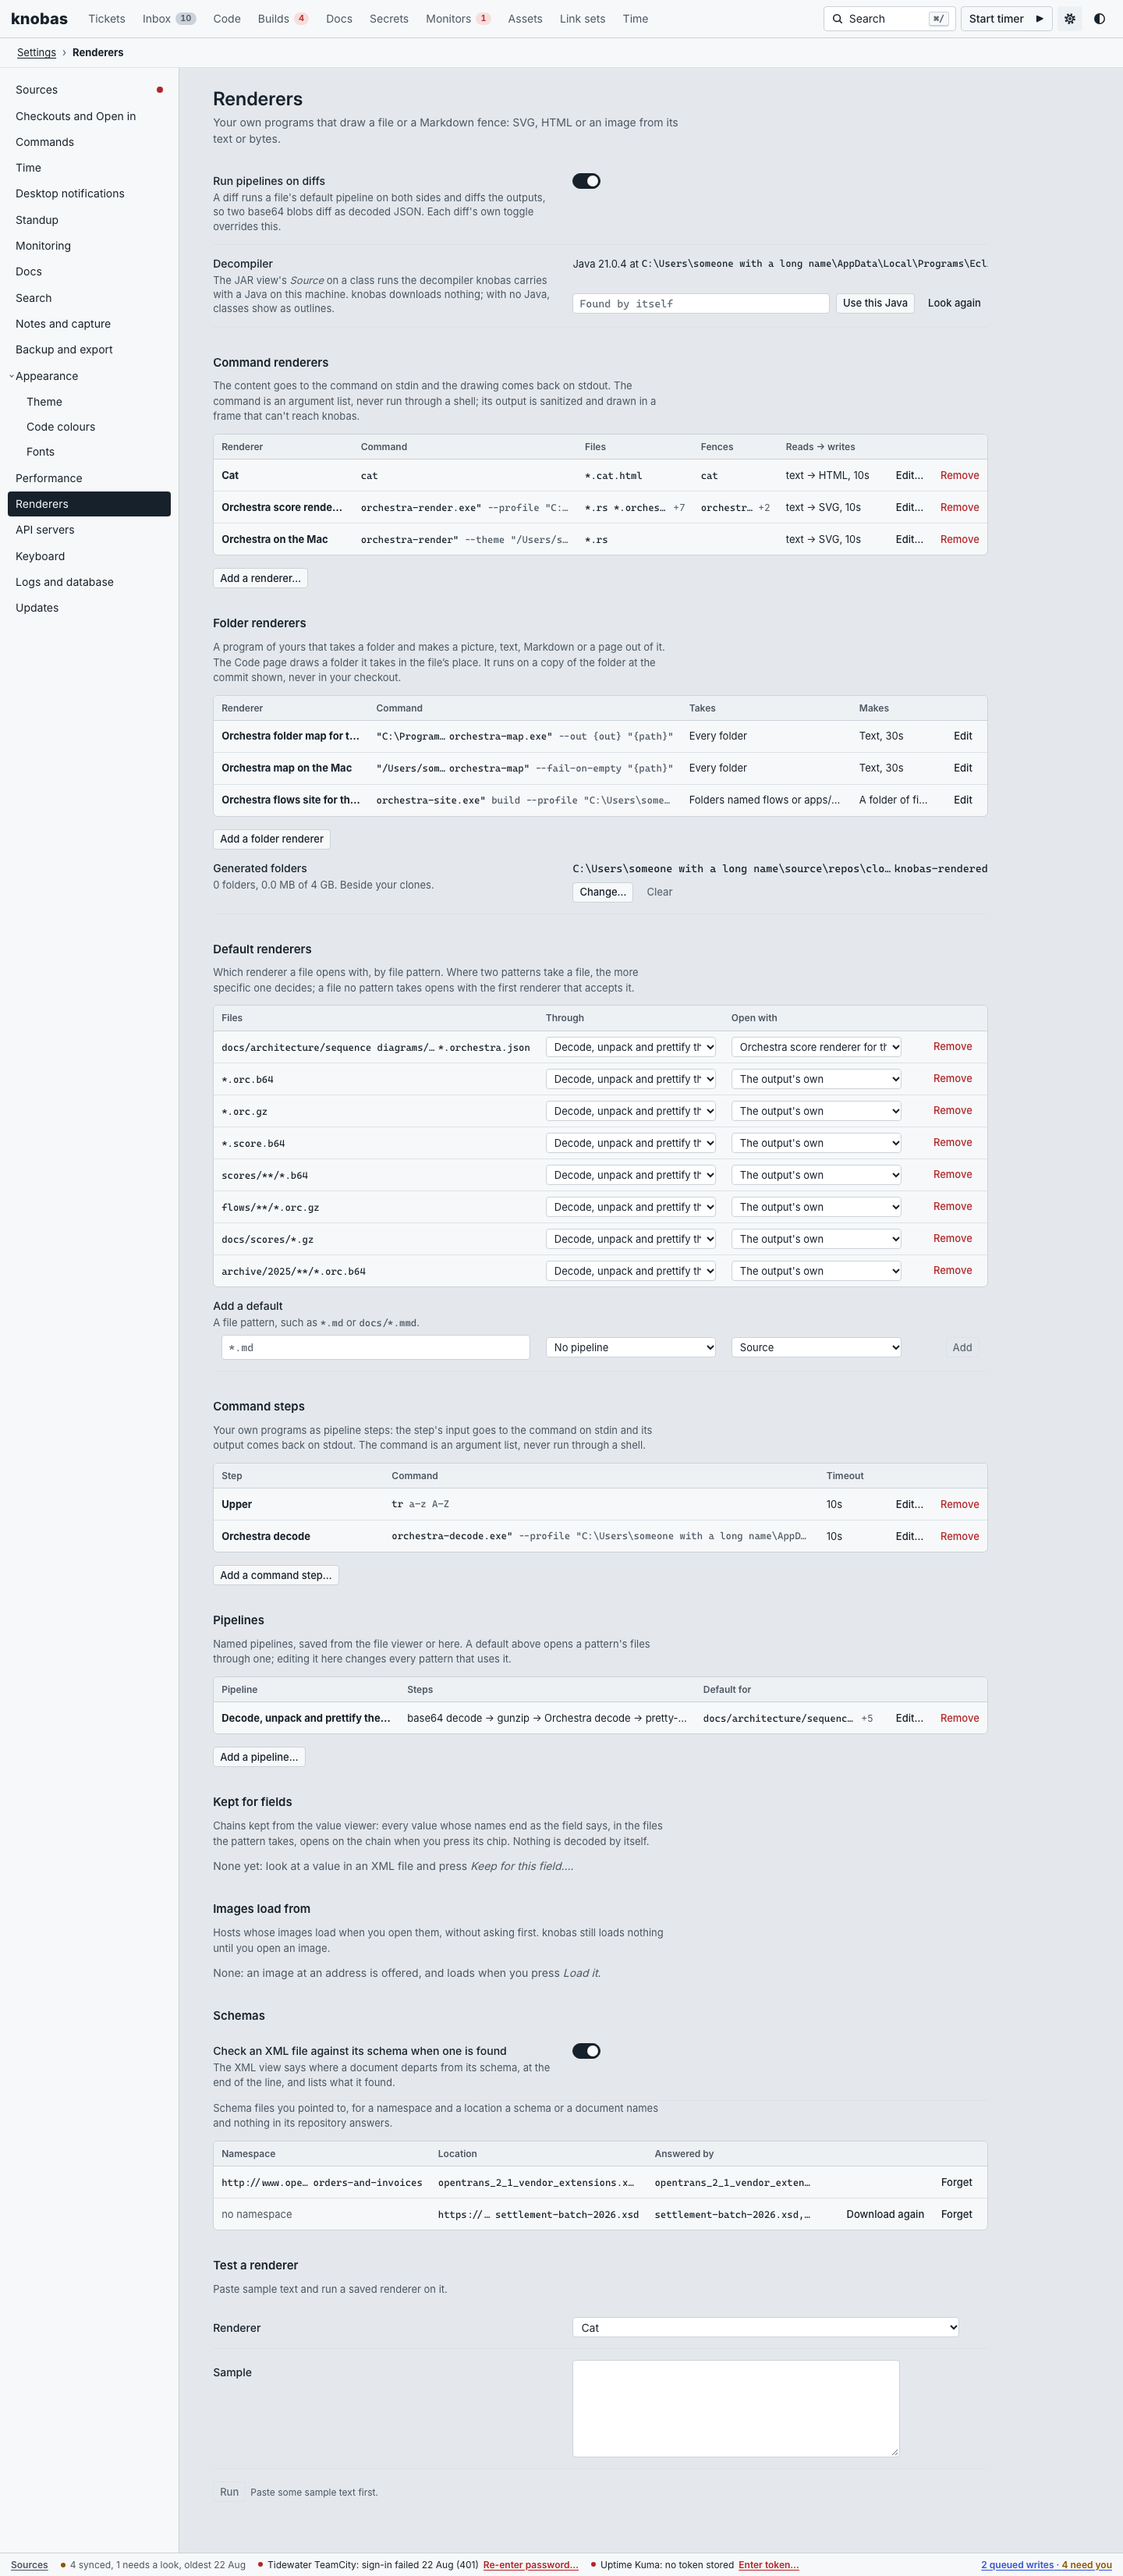 knobas Tickets Inbox 10 Code Builds 4 Docs Secrets Monitors 1 Assets Link sets Time Search ⌘/ Start timer
Settings › Renderers
Sources
Checkouts and Open in
Commands
Time
Desktop notifications
Standup
Monitoring
Docs
Search
Notes and capture
Backup and export
Appearance
Theme
Code colours
Fonts
Performance
Renderers
API servers
Keyboard
Logs and database
Updates
Renderers
Your own programs that draw a file or a Markdown fence: SVG, HTML or an image from its
text or bytes.
Run pipelines on diffs
A diff runs a file's default pipeline on both sides and diffs the outputs,
so two base64 blobs diff as decoded JSON. Each diff's own toggle
overrides this.
Decompiler
The JAR view's Source on a class runs the decompiler knobas carries
with a Java on this machine. knobas downloads nothing; with no Java,
classes show as outlines.
Java 21.0.4 at C:\Users\someone with a long name\AppData\Local\Programs\Ecl
Found by itself Use this Java Look again
Command renderers
The content goes to the command on stdin and the drawing comes back on stdout. The
command is an argument list, never run through a shell; its output is sanitized and drawn in a
frame that can't reach knobas.
Renderer Command Files Fences Reads → writes
Cat cat *.cat.html cat text → HTML, 10s Edit... Remove
Orchestra score rende... orchestra-render.exe" --profile "C:… *.rs *.orches… +7 orchestr… +2 text → SVG, 10s Edit... Remove
Orchestra on the Mac orchestra-render" --theme "/Users/s… *.rs text → SVG, 10s Edit... Remove
Add a renderer...
Folder renderers
A program of yours that takes a folder and makes a picture, text, Markdown or a page out of it.
The Code page draws a folder it takes in the file's place. It runs on a copy of the folder at the
commit shown, never in your checkout.
Renderer Command Takes Makes
Orchestra folder map for t... "C:\Program… orchestra-map.exe" --out {out} "{path}" Every folder Text, 30s Edit
Orchestra map on the Mac "/Users/som… orchestra-map" --fail-on-empty "{path}" Every folder Text, 30s Edit
Orchestra flows site for th... orchestra-site.exe" build --profile "C:\Users\some… Folders named flows or apps/... A folder of fi... Edit
Add a folder renderer
Generated folders
0 folders, 0.0 MB of 4 GB. Beside your clones.
C:\Users\someone with a long name\source\repos\clo… knobas-rendered
Change... Clear
Default renderers
Which renderer a file opens with, by file pattern. Where two patterns take a file, the more
specific one decides; a file no pattern takes opens with the first renderer that accepts it.
Files Through Open with
docs/architecture/sequence diagrams/… *.orchestra.json Decode, unpack and prettify th Orchestra score renderer for th Remove
*.orc.b64 Decode, unpack and prettify th The output's own Remove
*.orc.gz Decode, unpack and prettify th The output's own Remove
*.score.b64 Decode, unpack and prettify th The output's own Remove
scores/**/*.b64 Decode, unpack and prettify th The output's own Remove
flows/**/*.orc.gz Decode, unpack and prettify th The output's own Remove
docs/scores/*.gz Decode, unpack and prettify th The output's own Remove
archive/2025/**/*.orc.b64 Decode, unpack and prettify th The output's own Remove
Add a default
A file pattern, such as *.md or docs/*.mmd.
*.md No pipeline Source Add
Command steps
Your own programs as pipeline steps: the step's input goes to the command on stdin and its
output comes back on stdout. The command is an argument list, never run through a shell.
Step Command Timeout
Upper tr a-z A-Z 10s Edit... Remove
Orchestra decode orchestra-decode.exe" --profile "C:\Users\someone with a long name\AppD… 10s Edit... Remove
Add a command step...
Pipelines
Named pipelines, saved from the file viewer or here. A default above opens a pattern's files
through one; editing it here changes every pattern that uses it.
Pipeline Steps Default for
Decode, unpack and prettify the... base64 decode → gunzip → Orchestra decode → pretty-... docs/architecture/sequenc… +5 Edit... Remove
Add a pipeline...
Kept for fields
Chains kept from the value viewer: every value whose names end as the field says, in the files
the pattern takes, opens on the chain when you press its chip. Nothing is decoded by itself.
None yet: look at a value in an XML file and press Keep for this field....
Images load from
Hosts whose images load when you open them, without asking first. knobas still loads nothing
until you open an image.
None: an image at an address is offered, and loads when you press Load it.
Schemas
Check an XML file against its schema when one is found
The XML view says where a document departs from its schema, at the
end of the line, and lists what it found.
Schema files you pointed to, for a namespace and a location a schema or a document names
and nothing in its repository answers.
Namespace Location Answered by
http://www.ope… orders-and-invoices opentrans_2_1_vendor_extensions.x… opentrans_2_1_vendor_exten… Forget
no namespace https://… settlement-batch-2026.xsd settlement-batch-2026.xsd,… Download again Forget
Test a renderer
Paste sample text and run a saved renderer on it.
Renderer Cat
Sample
Run Paste some sample text first.
Sources 4 synced, 1 needs a look, oldest 22 Aug Tidewater TeamCity: sign-in failed 22 Aug (401) Re-enter password... Uptime Kuma: no token stored Enter token... 2 queued writes · 4 need you